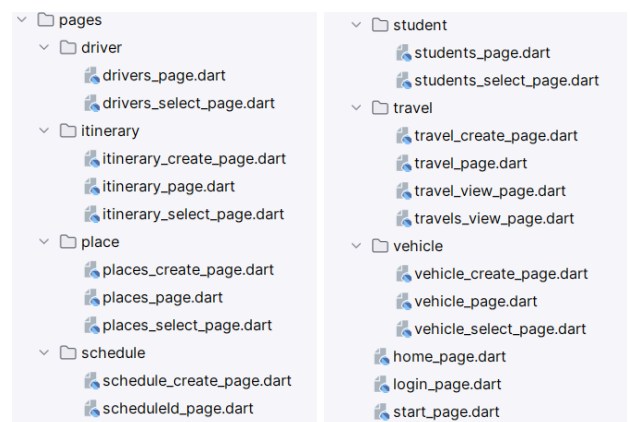 pages
driver
drivers_page.dart
drivers_select_page.dart
itinerary
itinerary_create_page.dart
itinerary_page.dart
itinerary_select_page.dart
place
places_create_page.dart
places_page.dart
places_select_page.dart
schedule
schedule_create_page.dart
scheduleId_page.dart
student
students_page.dart
students_select_page.dart
travel
travel_create_page.dart
travel_page.dart
travel_view_page.dart
travels_view_page.dart
vehicle
vehicle_create_page.dart
vehicle_page.dart
vehicle_select_page.dart
home_page.dart
login_page.dart
start_page.dart